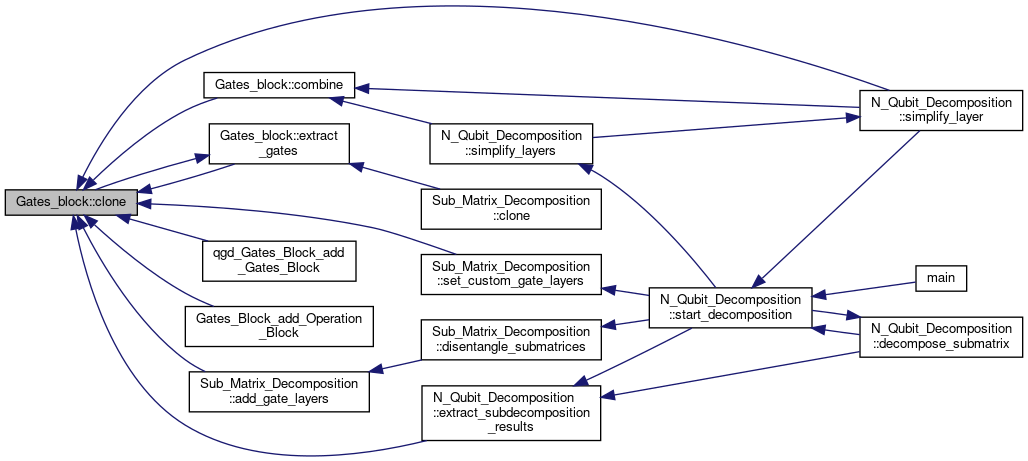 Gates_block::clone
Gates_block::combine
Gates_block::extract
_gates
qgd_Gates_Block_add
_Gates_Block
Gates_Block_add_Operation
_Block
Sub_Matrix_Decomposition
::add_gate_layers
N_Qubit_Decomposition
::simplify_layers
Sub_Matrix_Decomposition
::clone
Sub_Matrix_Decomposition
::set_custom_gate_layers
Sub_Matrix_Decomposition
::disentangle_submatrices
N_Qubit_Decomposition
::extract_subdecomposition
_results
N_Qubit_Decomposition
::start_decomposition
N_Qubit_Decomposition
::simplify_layer
main
N_Qubit_Decomposition
::decompose_submatrix